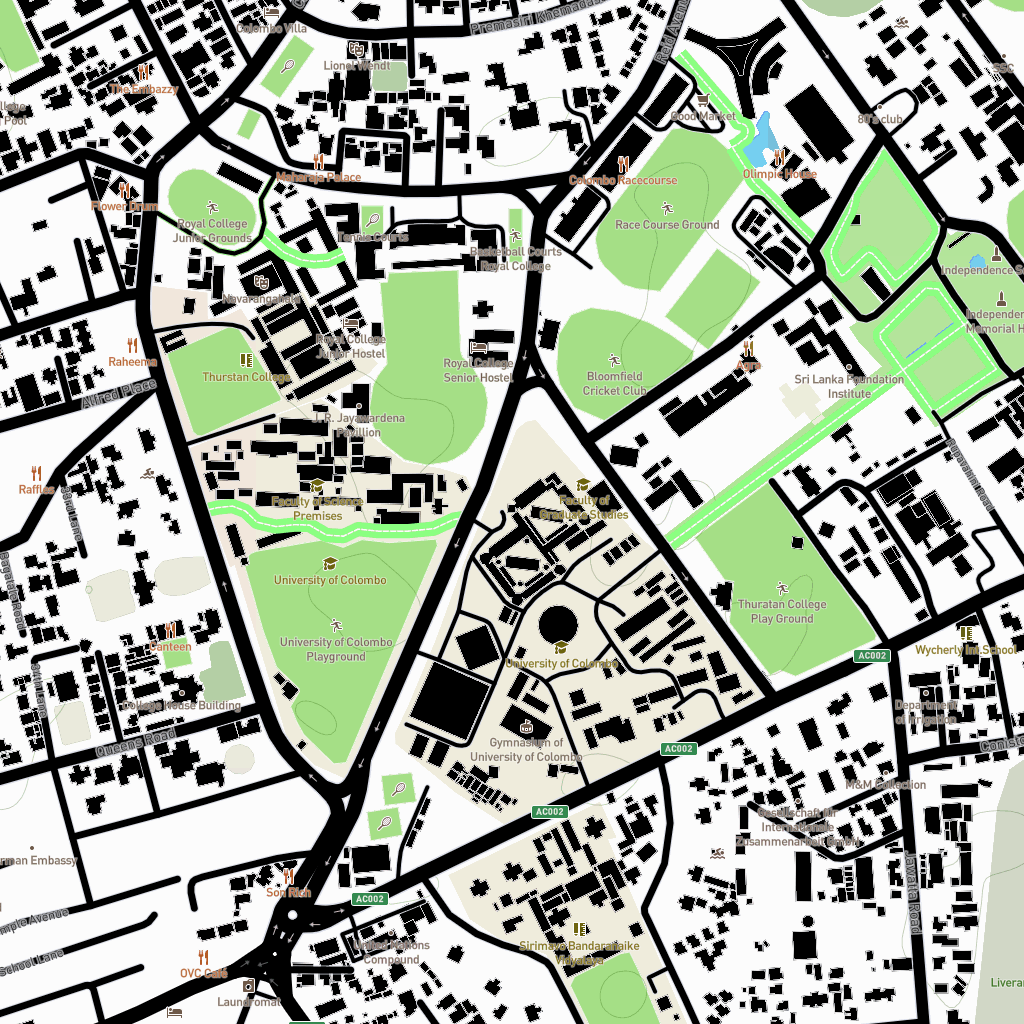 Colombo Villa
Premasiri Khemadasa
Reid Avenue
Lionel Wendt
The Embazzy
SSC
Pool
Good Market
80's club
Maharaja Palace
Colombo Racecourse
Olimpic House
Flower Drum
Royal College
Junior Grounds
Tennis Courts
Race Course Ground
Basketball Courts
Royal College
Independence S
Navarangahala
Independence
Memorial H
Royal College
Junior Hostel
Raheema
Thurstan College
Royal College
Senior Hostel
Bloomfield
Cricket Club
Agra
Sri Lanka Foundation
Institute
Alfred Place
J. R. Jayawardena
Pavillion
Raffles
Faculty of Science
Premises
Faculty of
Graduate Studies
University of Colombo
Thuratan College
Play Ground
Canteen
University of Colombo
Playground
University of Colombo
Wycherly Int.School
AC002
College House Building
Department
of Irrigation
Queens Road
AC002
Gymnasium of
University of Colombo
M&M Collection
AC002
Gesellschaft für
Internationale
Zusammenarbeit GmbH
rman Embassy
Son Rich
AC002
Jawatta Road
mple Avenue
School Lane
United Nations
Compound
Sirimavo Bandaranaike
Vidyalaya
OVC Café
Laundromat